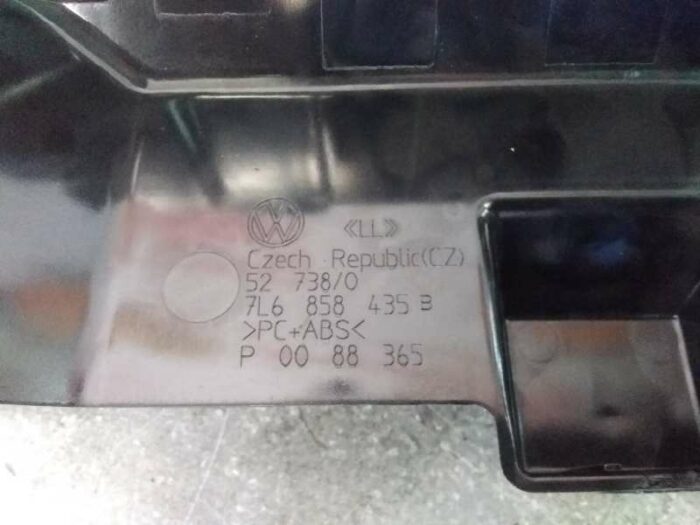 《LL》
Czech Republic(CZ)
52 738/0
7L6 858 435 B
>PC+ABS<
P 00 88 365